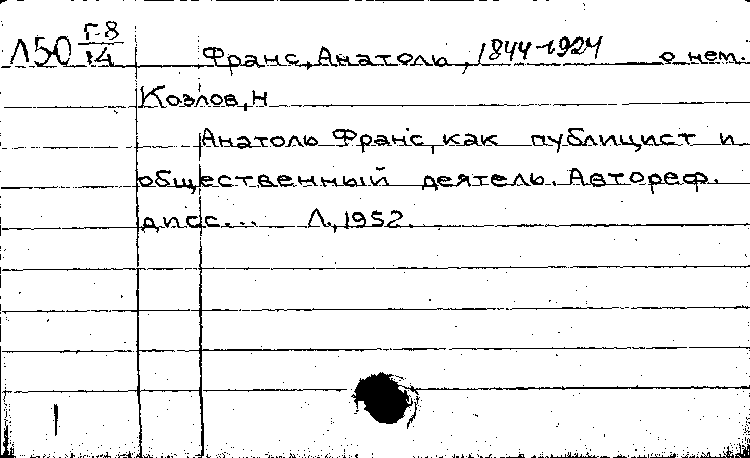 Л50 Г-8/14 Франс, Анатоль, 1844-1924 о нем.
Козлов, Н
Анатоль Франс, как публицист и
общественный деятель. Автореф.
дисс... Л., 1952.